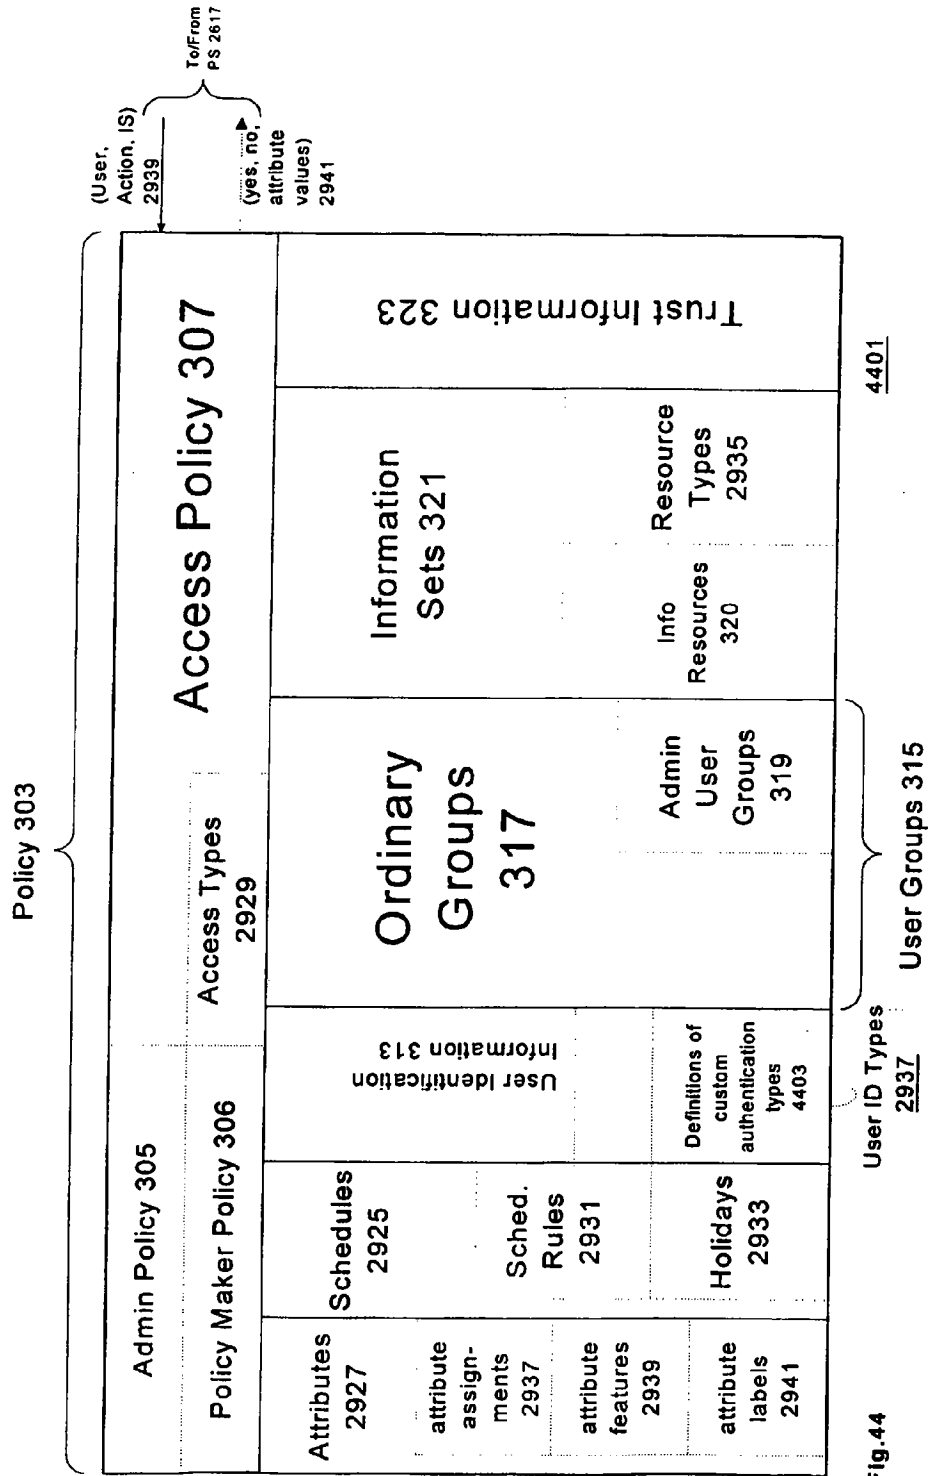 Policy 303
(User,
Action, IS)
2939
To/From
PS 2617
(yes, no,
attribute
values)
2941
Admin Policy 305
Policy Maker Policy 306
Access Types
2929
Access Policy 307
Attributes
2927
attribute
assign-
ments
2937
attribute
features
2939
attribute
labels
2941
Schedules
2925
Sched.
Rules
2931
Holidays
2933
User Identification
Information 313
Definitions of
custom
authentication
types
4403
Ordinary
Groups
317
Admin
User
Groups
319
Information
Sets 321
Info
Resources
320
Resource
Types
2935
Trust Information 323
User ID Types
2937
User Groups 315
4401
ig.44